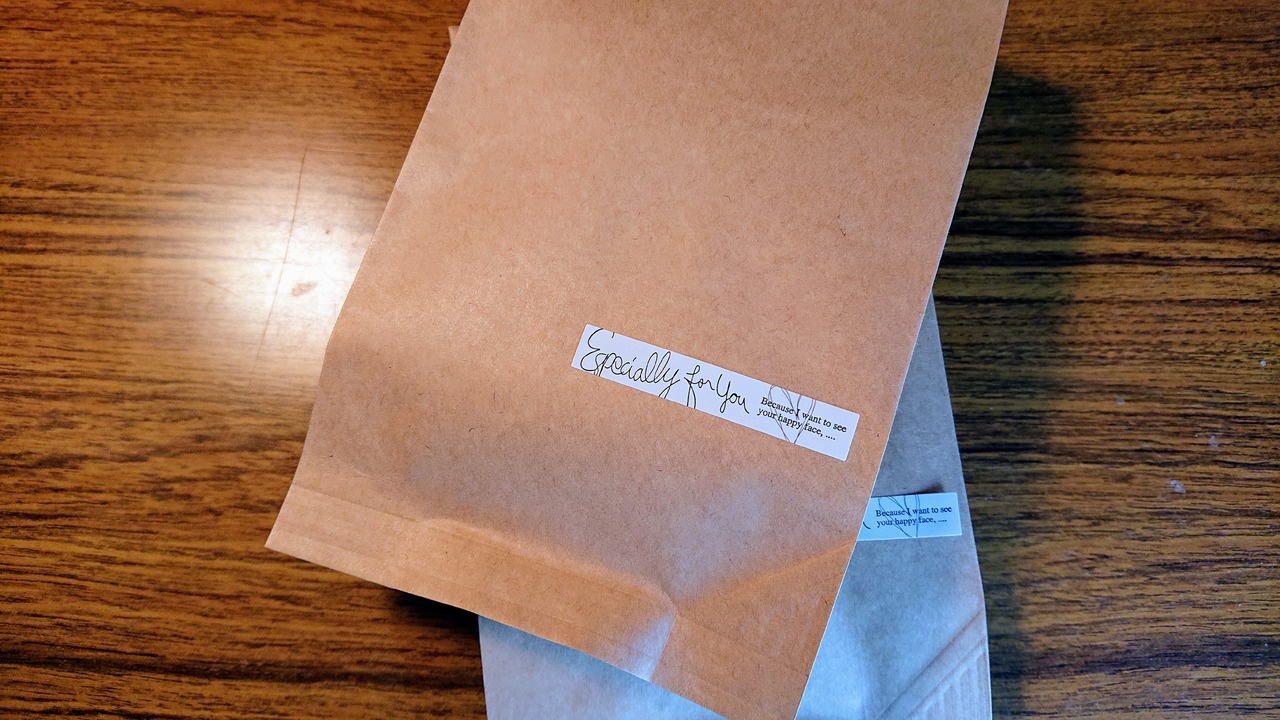 Especially for You
Because I want to see
your happy face, ....
Because I want to see
your happy face, ....